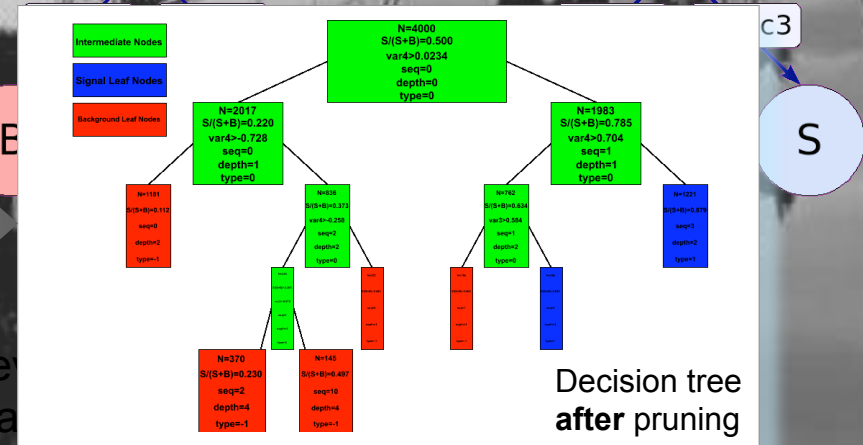 c3
S
N=4000
S/(S+B)=0.500
var4>0.0234
seq=0
depth=0
type=0
Intermediate Nodes
Signal Leaf Nodes
Background Leaf Nodes
N=2017
S/(S+B)=0.220
var4>-0.728
seq=0
depth=1
type=0
N=1983
S/(S+B)=0.785
var4>0.704
seq=1
depth=1
type=0
N=1181
S/(S+B)=0.112
seq=0
depth=2
type=-1
N=836
S/(S+B)=0.373
var4>-0.258
seq=2
depth=2
type=0
N=762
S/(S+B)=0.634
var3>0.584
seq=1
depth=2
type=0
N=1221
S/(S+B)=0.879
seq=3
depth=2
type=1
N=370
S/(S+B)=0.230
seq=2
depth=4
type=-1
N=145
S/(S+B)=0.497
seq=10
depth=4
type=-1
Decision tree
after pruning